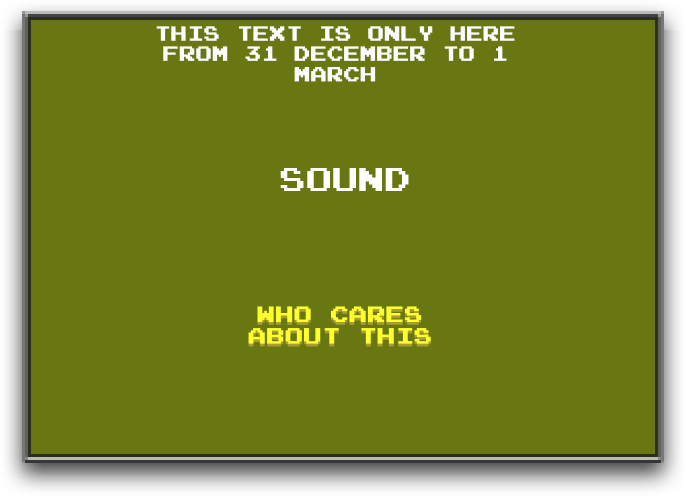 THIS TEXT IS ONLY HERE
FROM 31 DECEMBER TO 1
MARCH
SOUND
WHO CARES
ABOUT THIS